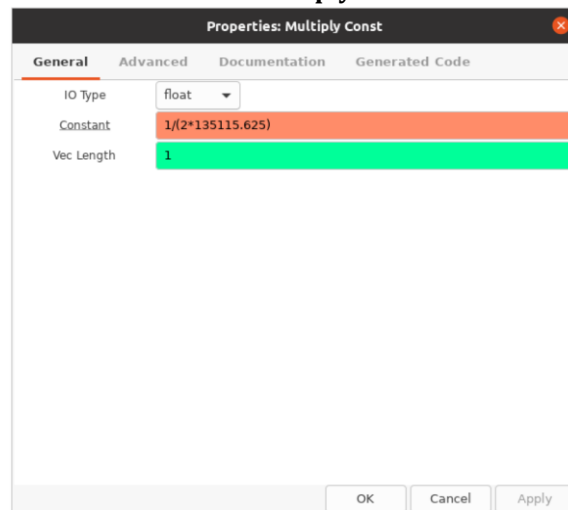 Properties: Multiply Const
General Advanced Documentation Generated Code
IO Type float
Constant 1/(2*135115.625)
Vec Length 1
OK Cancel Apply